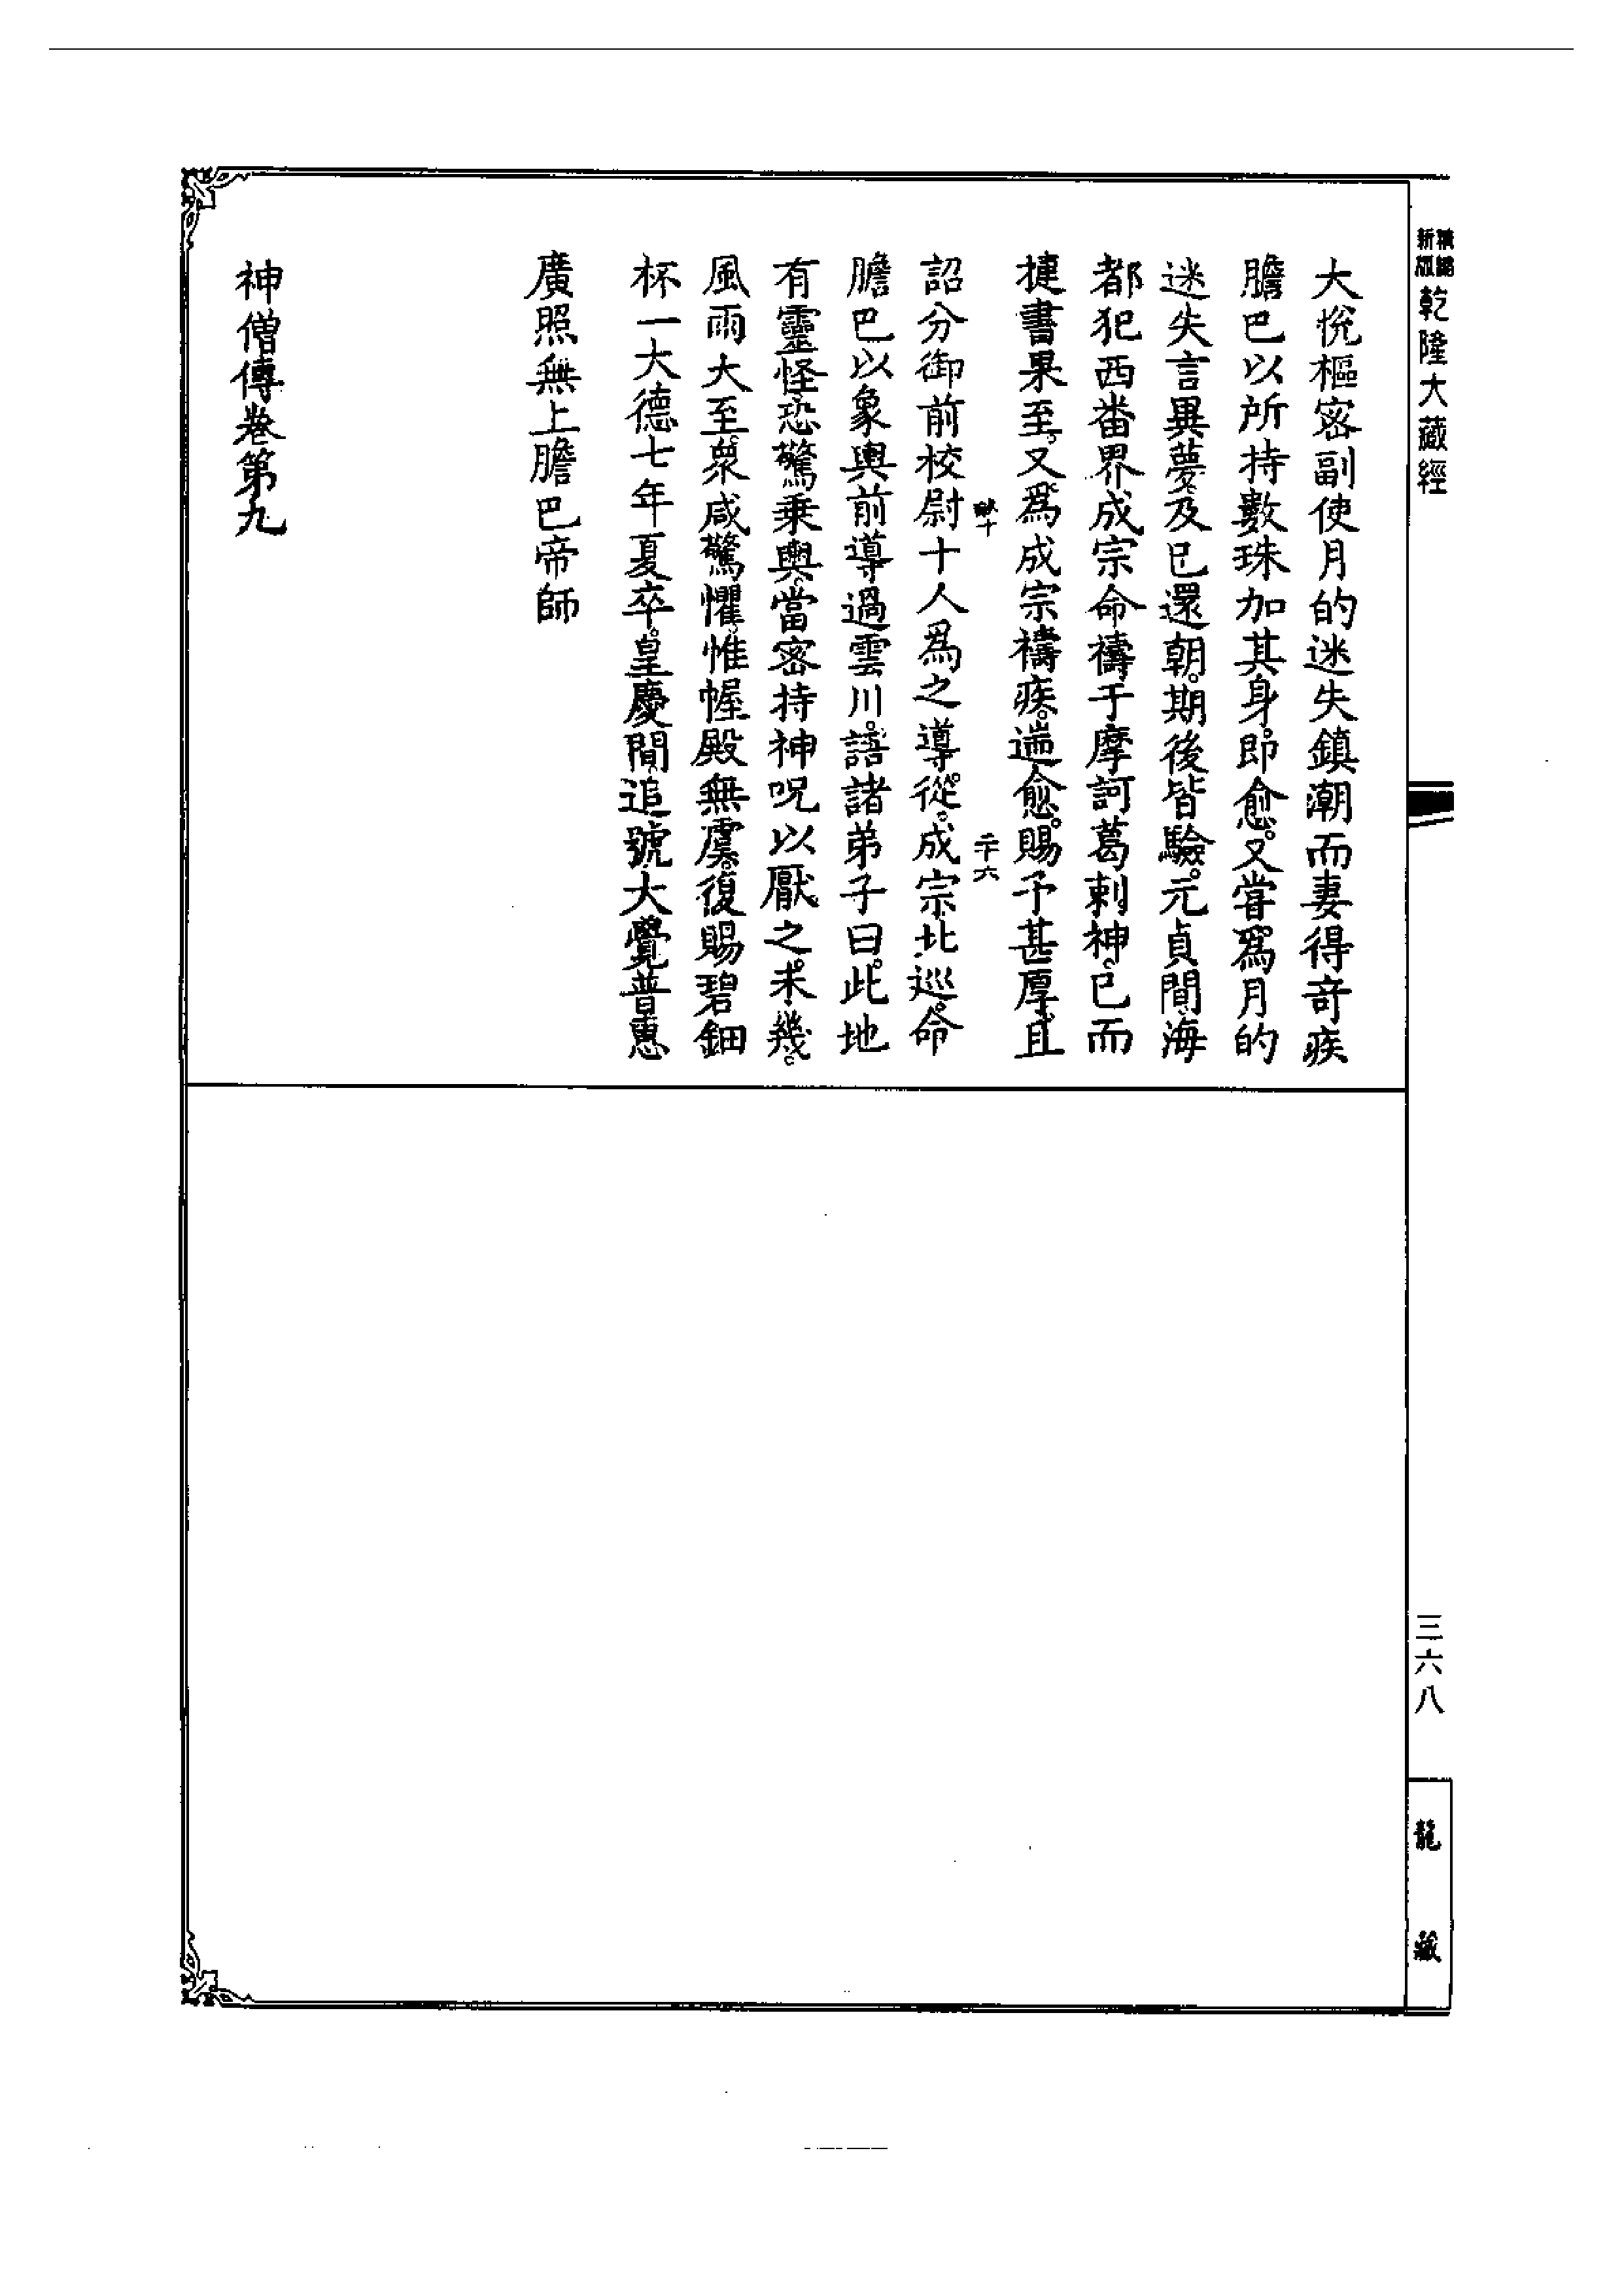 新版 精縮 乾隆大藏經
大悅樞密副使月的迷失鎮潮而妻得奇疾
膽巴以所持數珠加其身。即愈。又嘗。為月的
迷失言異夢及已還朝。期後皆驗。元貞間海
都犯西番界成宗命禱于摩訶葛剌神。已而
捷書果至。又為成宗禱疾。遄愈。賜予甚厚且
詔分御前校尉十人為之導。從。成宗北巡。命
膽巴以象輿前導過雲川。語諸弟子曰。此地
有靈怪恐驚乘輿。當密持神呪以厭之。未幾。
風雨大至。衆咸驚懼。惟幄殿無虞。復賜碧鈿
杯一大德七年夏卒。皇慶間追號大覺普惠
廣照無上膽巴帝師
神僧傳卷第九
二十六
三六八
龍藏